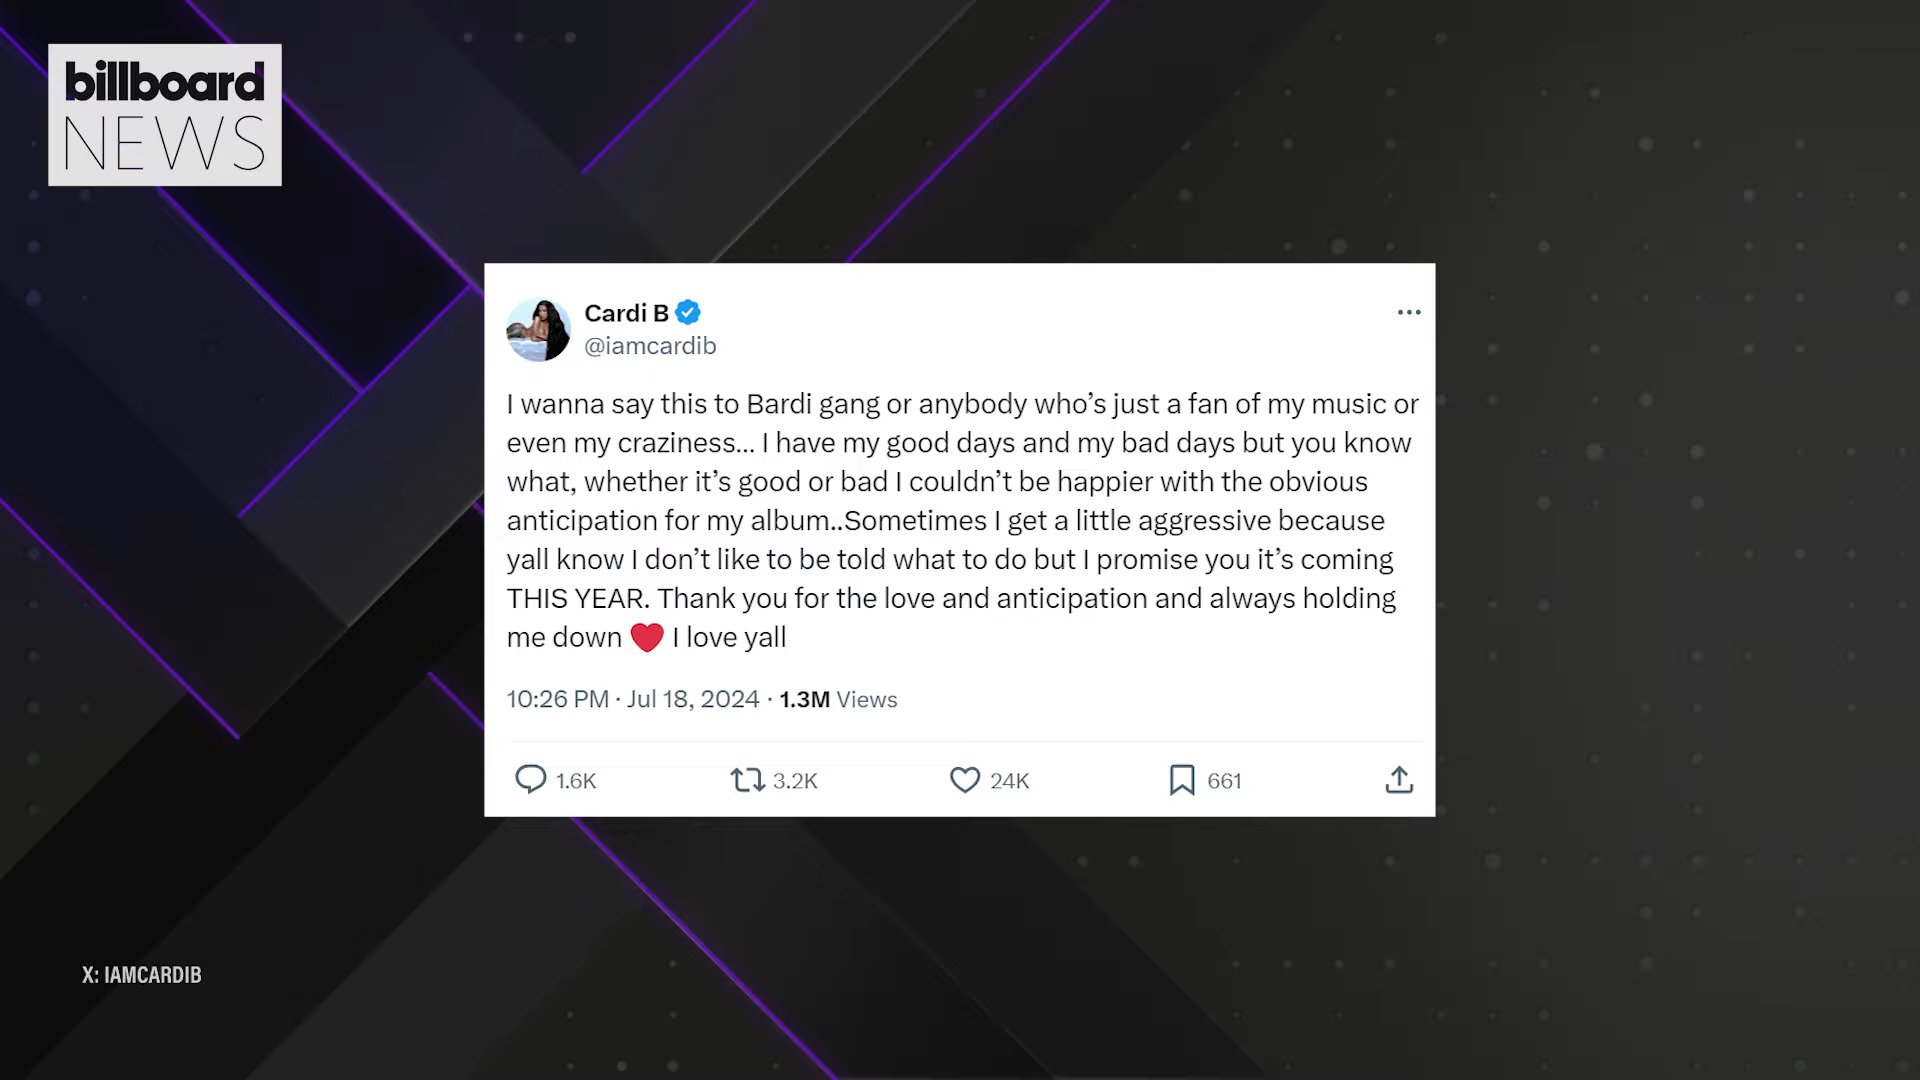 billboard
NEWS
Cardi B
@iamcardib
I wanna say this to Bardi gang or anybody who’s just a fan of my music or
even my craziness... I have my good days and my bad days but you know
what, whether it’s good or bad I couldn’t be happier with the obvious
anticipation for my album..Sometimes I get a little aggressive because
yall know I don’t like to be told what to do but I promise you it’s coming
THIS YEAR. Thank you for the love and anticipation and always holding
me down ❤️ I love yall
10:26 PM · Jul 18, 2024 · 1.3M Views
1.6K 3.2K 24K 661
X: IAMCARDIB